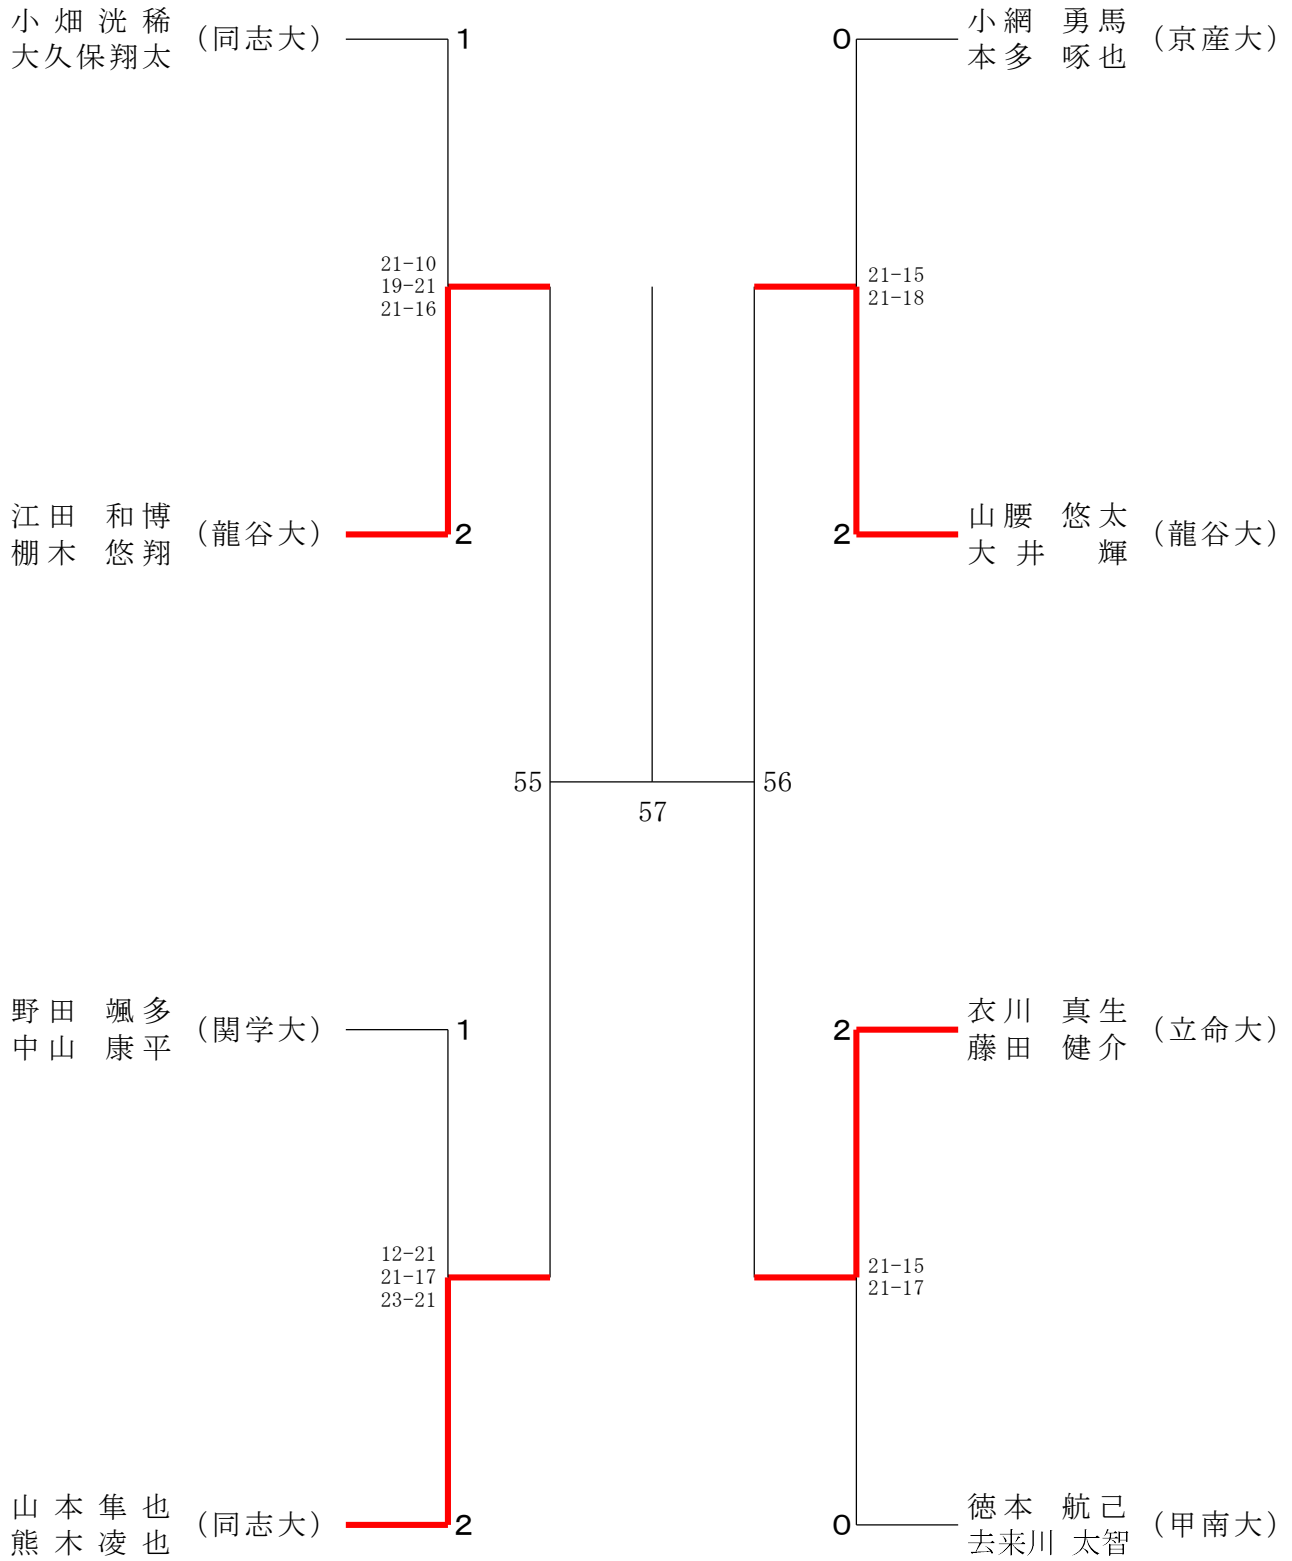 小畑洸稀
大久保翔太
(同志大)
1
21-10
19-21
21-16
江田 和博
棚木 悠翔
(龍谷大)
2
野田 颯多
中山 康平
(関学大)
1
12-21
21-17
23-21
山本隼也
熊木凌也
(同志大)
2
55
57
56
0
小網 勇馬
本多 啄也
(京産大)
21-15
21-18
2
山腰 悠太
大井 輝
(龍谷大)
2
衣川 真生
藤田 健介
(立命大)
21-15
21-17
0
徳本 航己
去来川 太智
(甲南大)